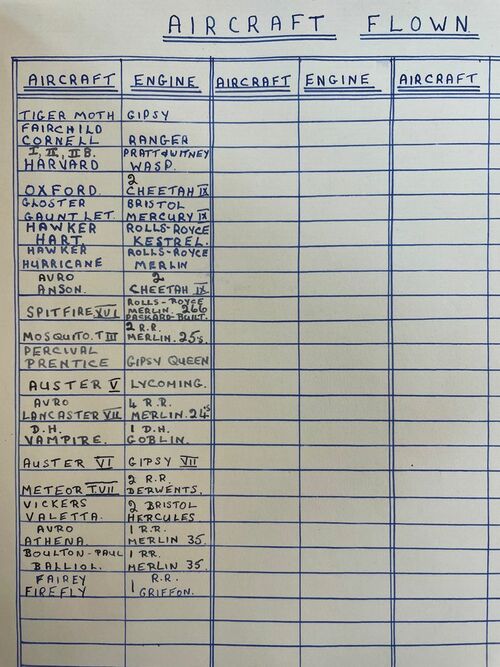 AIRCRAFT FLOWN
AIRCRAFT ENGINE AIRCRAFT ENGINE AIRCRAFT
TIGER MOTH GIPSY
FAIRCHILD
CORNELL RANGER
I, II, II B. PRATT & WITNEY
HARVARD WASP.
2
OXFORD. CHEETAH IX
GLOSTER BRISTOL
GAUNTLET. MERCURY IX
HAWKER ROLLS-ROYCE
HART. KESTREL.
HAWKER ROLLS-ROYCE
HURRICANE MERLIN
AVRO 2
ANSON. CHEETAH IX
ROLLS-ROYCE
SPITFIRE XVI MERLIN 266
PACKARD-BUILT.
2 R.R.
MOSQUITO. T III MERLIN. 25's.
PERCIVAL
PRENTICE GIPSY QUEEN
AUSTER V LYCOMING.
AVRO 4 R.R.
LANCASTER VII MERLIN. 24's
D.H. 1 D.H.
VAMPIRE. GOBLIN.
AUSTER VI GIPSY VII
2 R.R.
METEOR T.VII DERWENTS.
VICKERS 2 BRISTOL
VALETTA. HERCULES.
AVRO 1 R.R.
ATHENA. MERLIN 35.
BOULTON-PAUL 1 RR.
BALLIOL. MERLIN 35.
FAIREY 1 R.R.
FIREFLY GRIFFON.